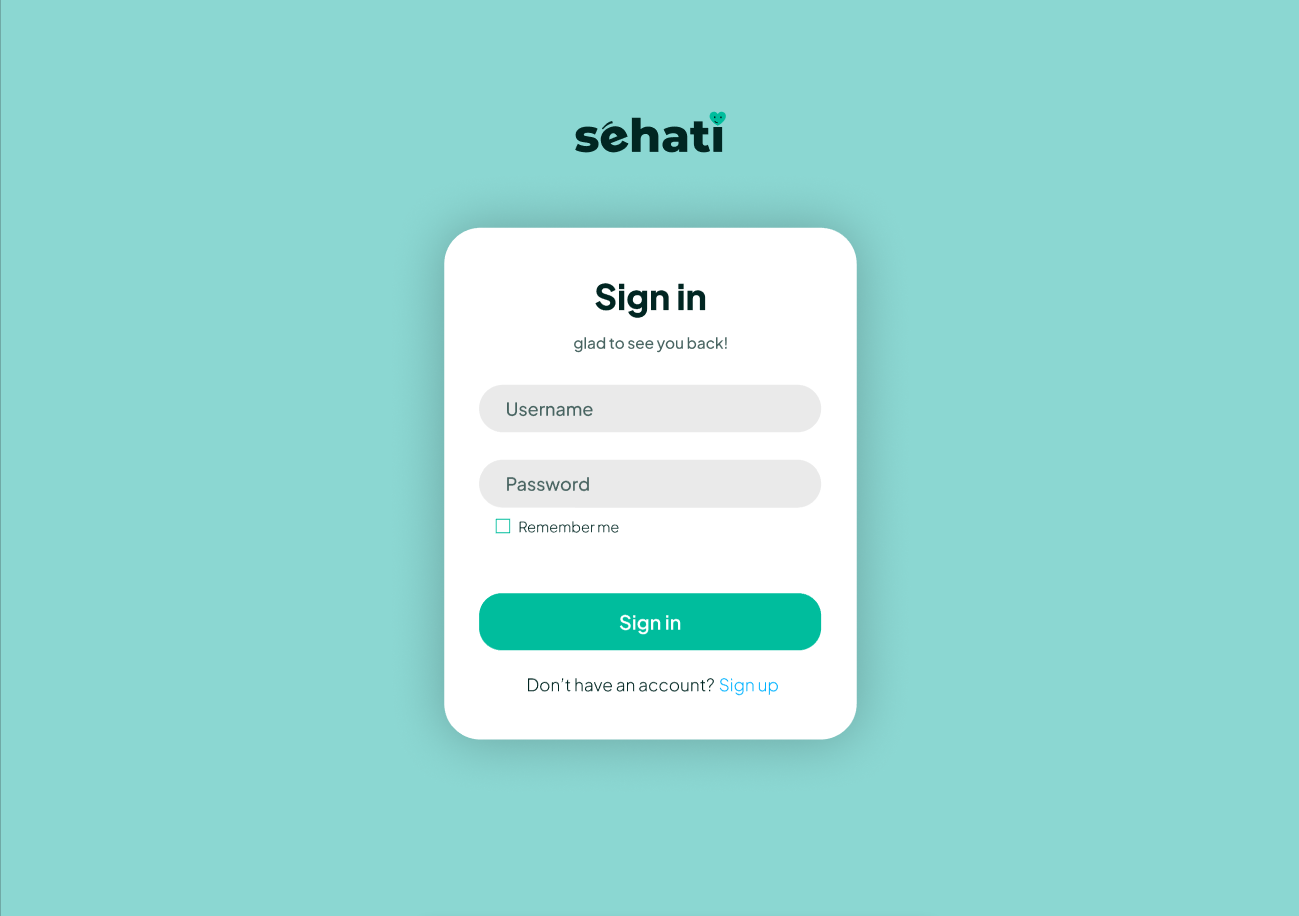 sehati
Sign in
glad to see you back!
Username
Password
Remember me
Sign in
Don’t have an account? Sign up